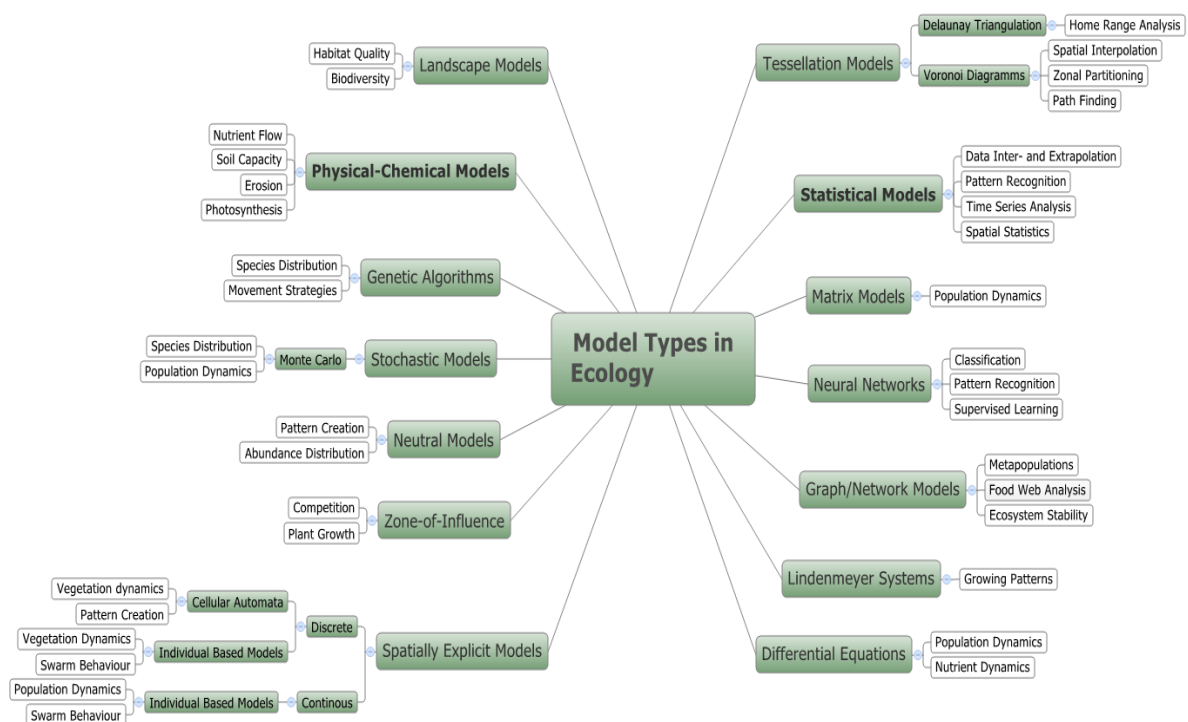 Model Types in
Ecology
Landscape Models
Habitat Quality
Biodiversity
Physical-Chemical Models
Nutrient Flow
Soil Capacity
Erosion
Photosynthesis
Genetic Algorithms
Species Distribution
Movement Strategies
Stochastic Models
Monte Carlo
Species Distribution
Population Dynamics
Neutral Models
Pattern Creation
Abundance Distribution
Zone-of-Influence
Competition
Plant Growth
Spatially Explicit Models
Discrete
Cellular Automata
Vegetation dynamics
Pattern Creation
Individual Based Models
Vegetation Dynamics
Swarm Behaviour
Continous
Individual Based Models
Population Dynamics
Swarm Behaviour
Tessellation Models
Delaunay Triangulation
Home Range Analysis
Voronoi Diagramms
Spatial Interpolation
Zonal Partitioning
Path Finding
Statistical Models
Data Inter- and Extrapolation
Pattern Recognition
Time Series Analysis
Spatial Statistics
Matrix Models
Population Dynamics
Neural Networks
Classification
Pattern Recognition
Supervised Learning
Graph/Network Models
Metapopulations
Food Web Analysis
Ecosystem Stability
Lindenmeyer Systems
Growing Patterns
Differential Equations
Population Dynamics
Nutrient Dynamics